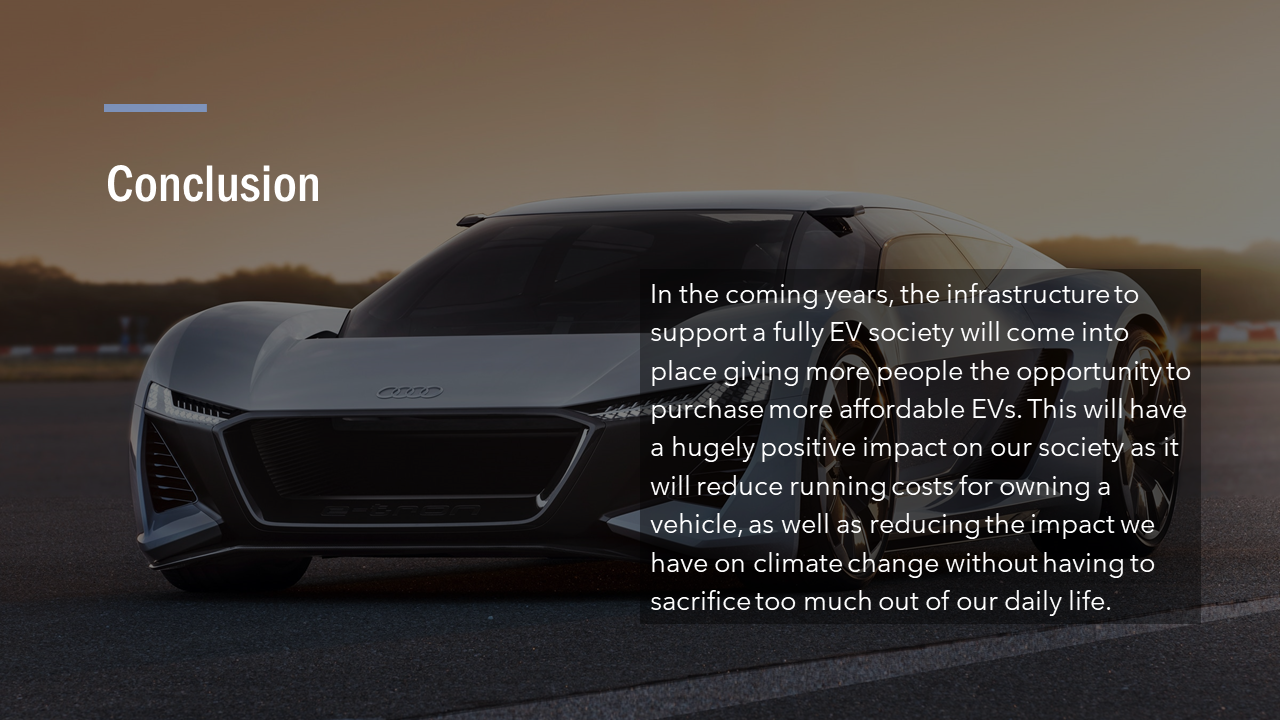 Conclusion
In the coming years, the infrastructure to
support a fully EV society will come into
place giving more people the opportunity to
purchase more affordable EVs. This will have
a hugely positive impact on our society as it
will reduce running costs for owning a
vehicle, as well as reducing the impact we
have on climate change without having to
sacrifice too much out of our daily life.
e-tron